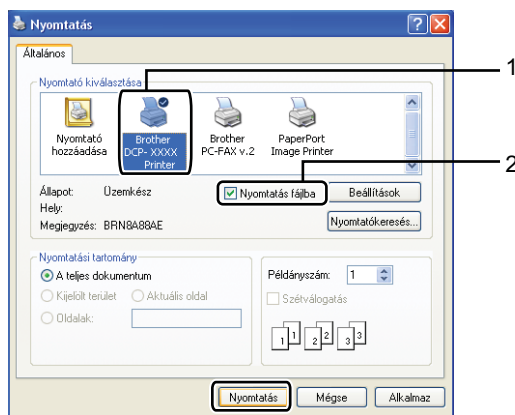 Nyomtatás
Általános
Nyomtató kiválasztása
1
Nyomtató hozzáadása
Brother DCP- XXXX Printer
Brother PC-FAX v.2
PaperPort Image Printer
2
Állapot: Üzemkész
Nyomtatás fájlba
Beállítások
Hely:
Megjegyzés: BRN8A88AE
Nyomtatókeresés...
Nyomtatási tartomány
A teljes dokumentum
Kijelölt terület
Aktuális oldal
Oldalak:
Példányszám: 1
Szétválogatás
1 1 2 2 3 3
Nyomtatás
Mégse
Alkalmaz